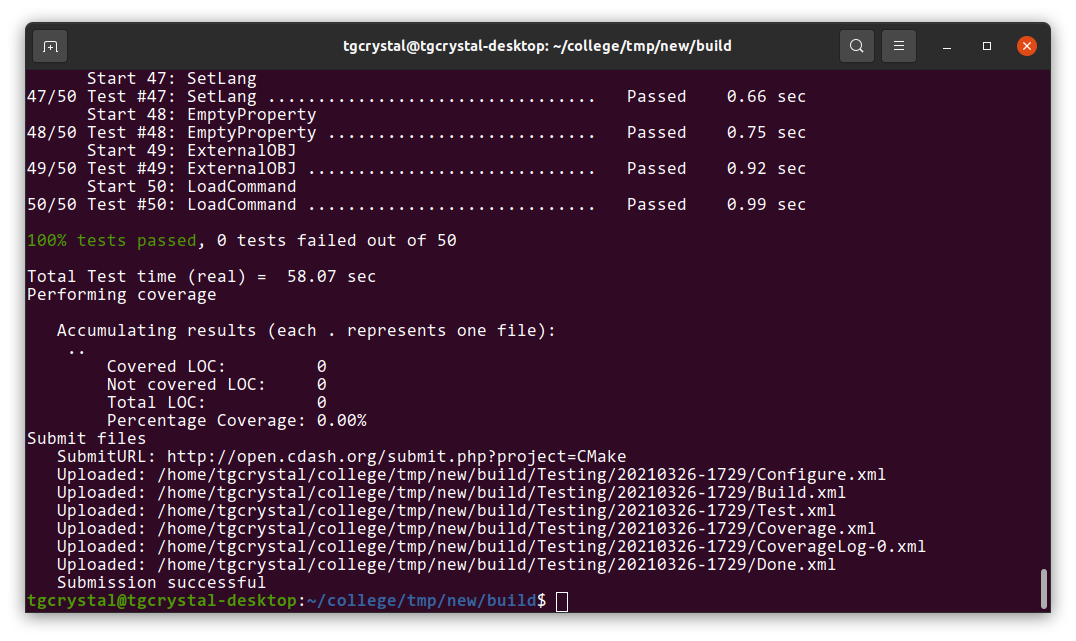 tgcrystal@tgcrystal-desktop: ~/college/tmp/new/build
Start 47: SetLang
47/50 Test #47: SetLang ................................. Passed 0.66 sec
Start 48: EmptyProperty
48/50 Test #48: EmptyProperty ........................... Passed 0.75 sec
Start 49: ExternalOBJ
49/50 Test #49: ExternalOBJ ............................. Passed 0.92 sec
Start 50: LoadCommand
50/50 Test #50: LoadCommand ............................. Passed 0.99 sec
100% tests passed, 0 tests failed out of 50
Total Test time (real) = 58.07 sec
Performing coverage
Accumulating results (each . represents one file):
..
Covered LOC: 0
Not covered LOC: 0
Total LOC: 0
Percentage Coverage: 0.00%
Submit files
SubmitURL: http://open.cdash.org/submit.php?project=CMake
Uploaded: /home/tgcrystal/college/tmp/new/build/Testing/20210326-1729/Configure.xml
Uploaded: /home/tgcrystal/college/tmp/new/build/Testing/20210326-1729/Build.xml
Uploaded: /home/tgcrystal/college/tmp/new/build/Testing/20210326-1729/Test.xml
Uploaded: /home/tgcrystal/college/tmp/new/build/Testing/20210326-1729/Coverage.xml
Uploaded: /home/tgcrystal/college/tmp/new/build/Testing/20210326-1729/CoverageLog-0.xml
Uploaded: /home/tgcrystal/college/tmp/new/build/Testing/20210326-1729/Done.xml
Submission successful
tgcrystal@tgcrystal-desktop:~/college/tmp/new/build$